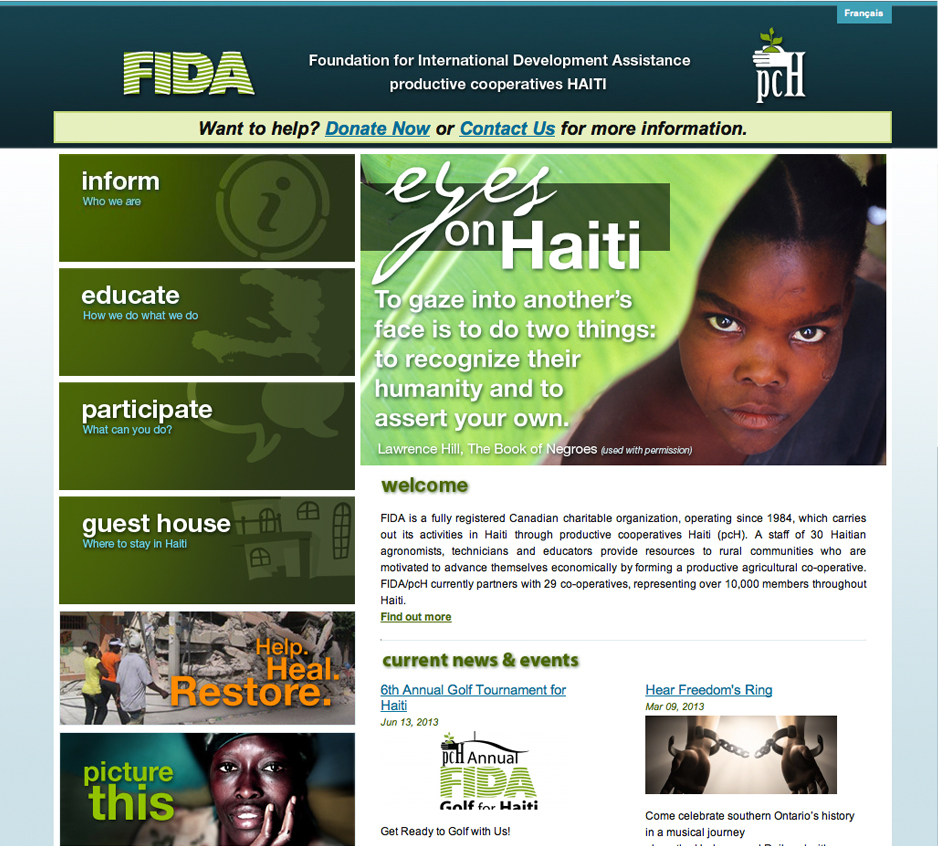 Français
FIDA
Foundation for International Development Assistance
productive cooperatives HAITI
pcH
Want to help? Donate Now or Contact Us for more information.
inform
Who we are
educate
How we do what we do
participate
What can you do?
guest house
Where to stay in Haiti
Help.
Heal.
Restore.
picture
this
eyes
on Haiti
To gaze into another's
face is to do two things:
to recognize their
humanity and to
assert your own.
Lawrence Hill, The Book of Negroes (used with permission)
welcome
FIDA is a fully registered Canadian charitable organization, operating since 1984, which carries
out its activities in Haiti through productive cooperatives Haiti (pcH). A staff of 30 Haitian
agronomists, technicians and educators provide resources to rural communities who are
motivated to advance themselves economically by forming a productive agricultural co-operative.
FIDA/pcH currently partners with 29 co-operatives, representing over 10,000 members throughout
Haiti.
Find out more
current news & events
6th Annual Golf Tournament for
Haiti
Jun 13, 2013
pcH Annual
FIDA
Golf for Haiti
Get Ready to Golf with Us!
Hear Freedom's Ring
Mar 09, 2013
Come celebrate southern Ontario's history
in a musical journey